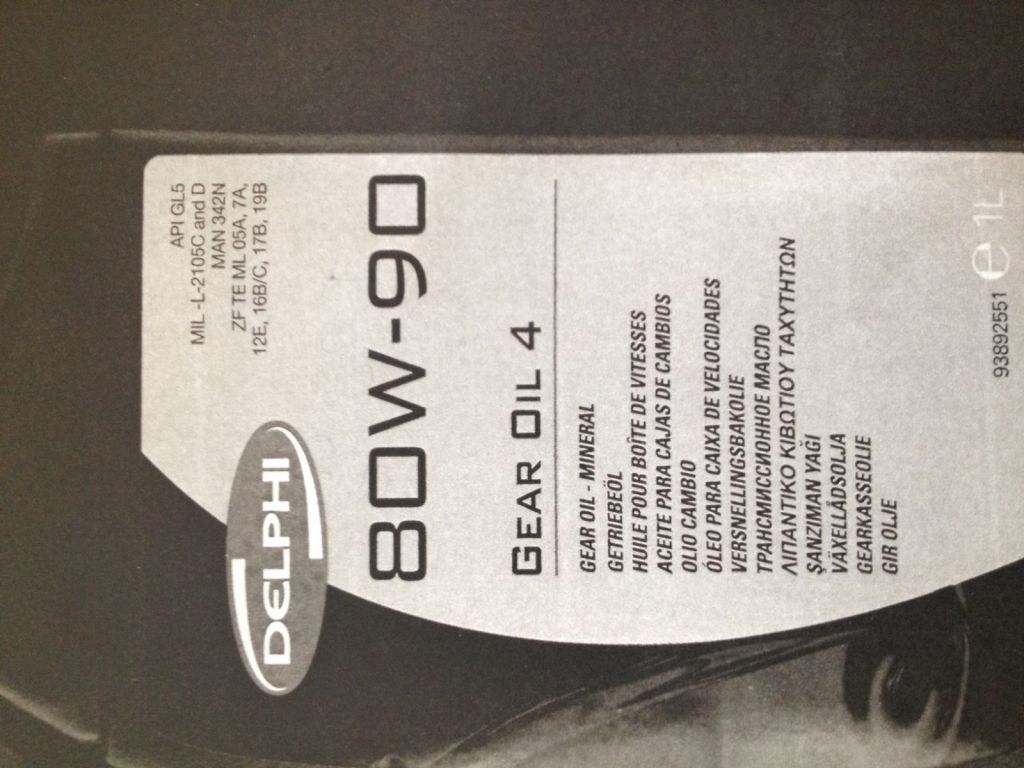 API GL5
MIL -L-2105C and D
MAN 342N
ZF TE ML 05A, 7A,
12E, 16B/C, 17B, 19B
DELPHI
80W-90
GEAR OIL 4
GEAR OIL - MINERAL
GETRIEBEÖL
HUILE POUR BOÎTE DE VITESSES
ACEITE PARA CAJAS DE CAMBIOS
OLIO CAMBIO
ÓLEO PARA CAIXA DE VELOCIDADES
VERSNELLINGSBAKOLIE
ТРАНСМИССИОННОЕ МАСЛО
ΛΙΠΑΝΤΙΚΟ ΚΙΒΩΤΙΟΥ ΤΑΧΥΤΗΤΩΝ
ŞANZIMAN YAĞI
VÄXELLÅDSOLJA
GEARKASSEOLIE
GIR OLJE
93892551 e 1L